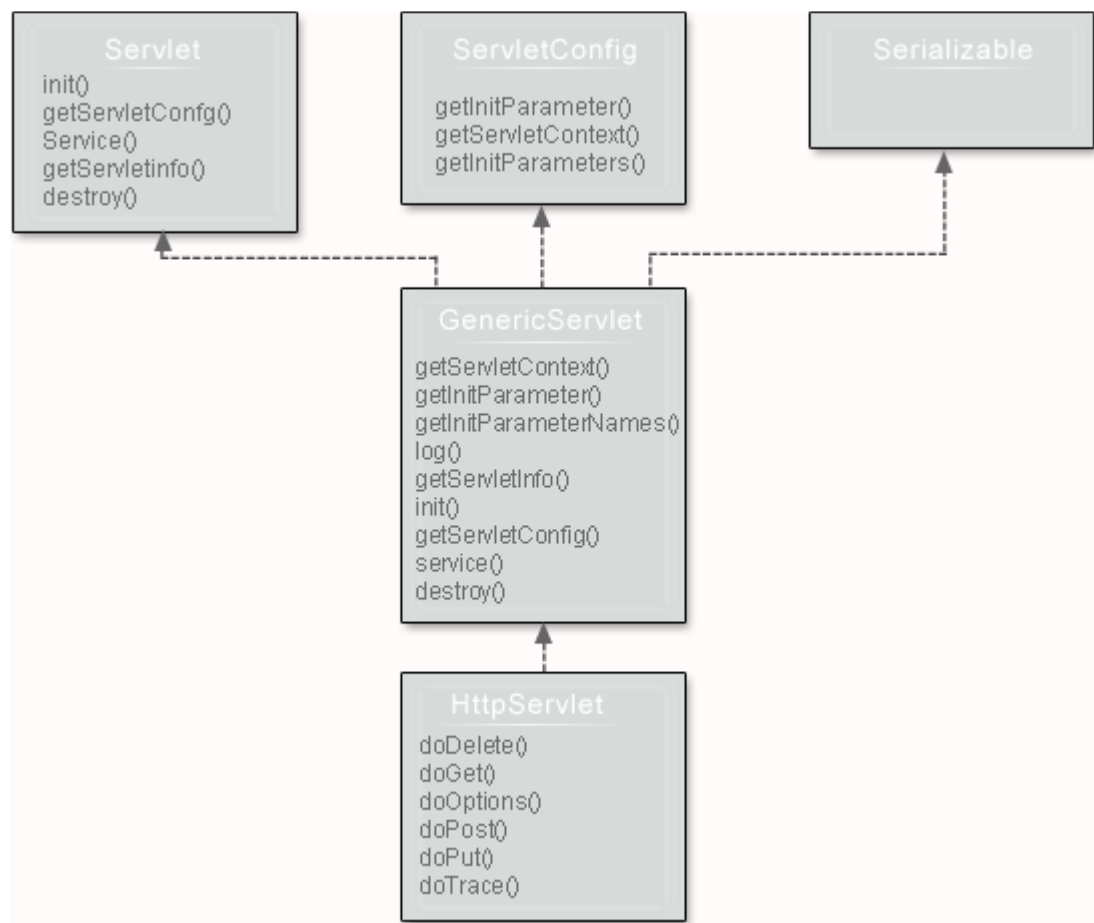 Servlet
init()
getServletConfg()
Service()
getServletinfo()
destroy()
ServletConfig
getInitParameter()
getServletContext()
getInitParameters()
Serializable
GenericServlet
getServletContext()
getInitParameter()
getInitParameterNames()
log()
getServletInfo()
init()
getServletConfig()
service()
destroy()
HttpServlet
doDelete()
doGet()
doOptions()
doPost()
doPut()
doTrace()